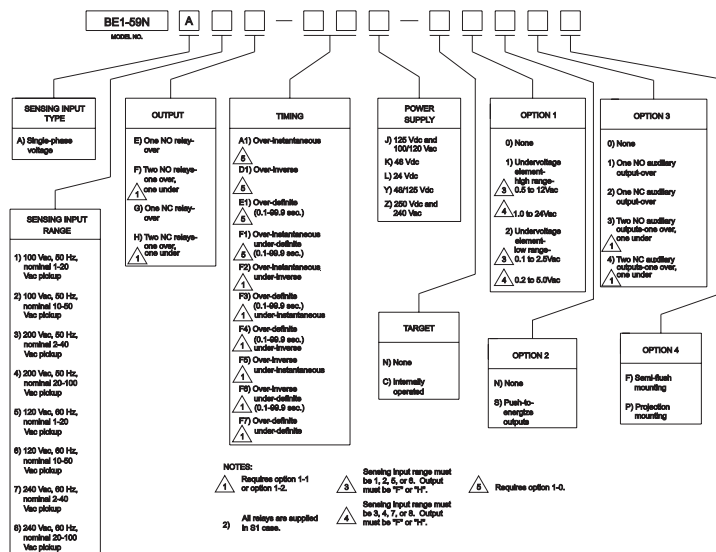 BE1-59N A
MODEL NO.
SENSING INPUT
TYPE
A) Single-phase
voltage
SENSING INPUT
RANGE
1) 100 Vac, 50 Hz,
nominal 1-20
Vac pickup
2) 100 Vac, 50 Hz,
nominal 10-50
Vac pickup
3) 200 Vac, 50 Hz,
nominal 2-40
Vac pickup
4) 200 Vac, 50 Hz,
nominal 20-100
Vac pickup
5) 120 Vac, 60 Hz,
nominal 1-20
Vac pickup
6) 120 Vac, 60 Hz,
nominal 10-50
Vac pickup
7) 240 Vac, 60 Hz,
nominal 2-40
Vac pickup
8) 240 Vac, 60 Hz,
nominal 20-100
Vac pickup
OUTPUT
E) One NO relay-
over
F) Two NO relays-
one over,
1 one under
G) One NC relay-
over
H) Two NC relays-
one over,
1 one under
TIMING
A1) Over-instantaneous
5
D1) Over-inverse
5
E1) Over-definite
5 (0.1-99.9 sec.)
F1) Over-instantaneous
under-definite
5 (0.1-99.9 sec.)
F2) Over-instantaneous,
1 under-inverse
F3) Over-definite
(0.1-99.9 sec.)
1 under-instantaneous
F4) Over-definite
(0.1-99.9 sec.)
1 under-inverse
F5) Over-inverse
1 under-instantaneous
F6) Over-inverse
under-definite
1 (0.1-99.9 sec.)
F7) Over-definite
1 under-definite
POWER
SUPPLY
J) 125 Vdc and
100/120 Vac
K) 48 Vdc
L) 24 Vdc
Y) 48/125 Vdc
Z) 250 Vdc and
240 Vac
TARGET
N) None
C) Internally
operated
OPTION 1
0) None
1) Undervoltage
element-
high range-
3 0.5 to 12Vac
4 1.0 to 24Vac
2) Undervoltage
element-
low range-
3 0.1 to 2.5Vac
4 0.2 to 5.0Vac
OPTION 2
N) None
S) Push-to-
energize
outputs
OPTION 3
0) None
1) One NO auxiliary
output-over
2) One NC auxiliary
output-over
3) Two NO auxiliary
outputs-one over,
1 one under
4) Two NC auxiliary
outputs-one over,
1 one under
OPTION 4
F) Semi-flush
mounting
P) Projection
mounting
NOTES:
1 Requires option 1-1
or option 1-2.
2) All relays are supplied
in S1 case.
3 Sensing input range must
be 1, 2, 5, or 6. Output
must be "F" or "H".
4 Sensing input range must
be 3, 4, 7, or 8. Output
must be "F" or "H".
5 Requires option 1-0.